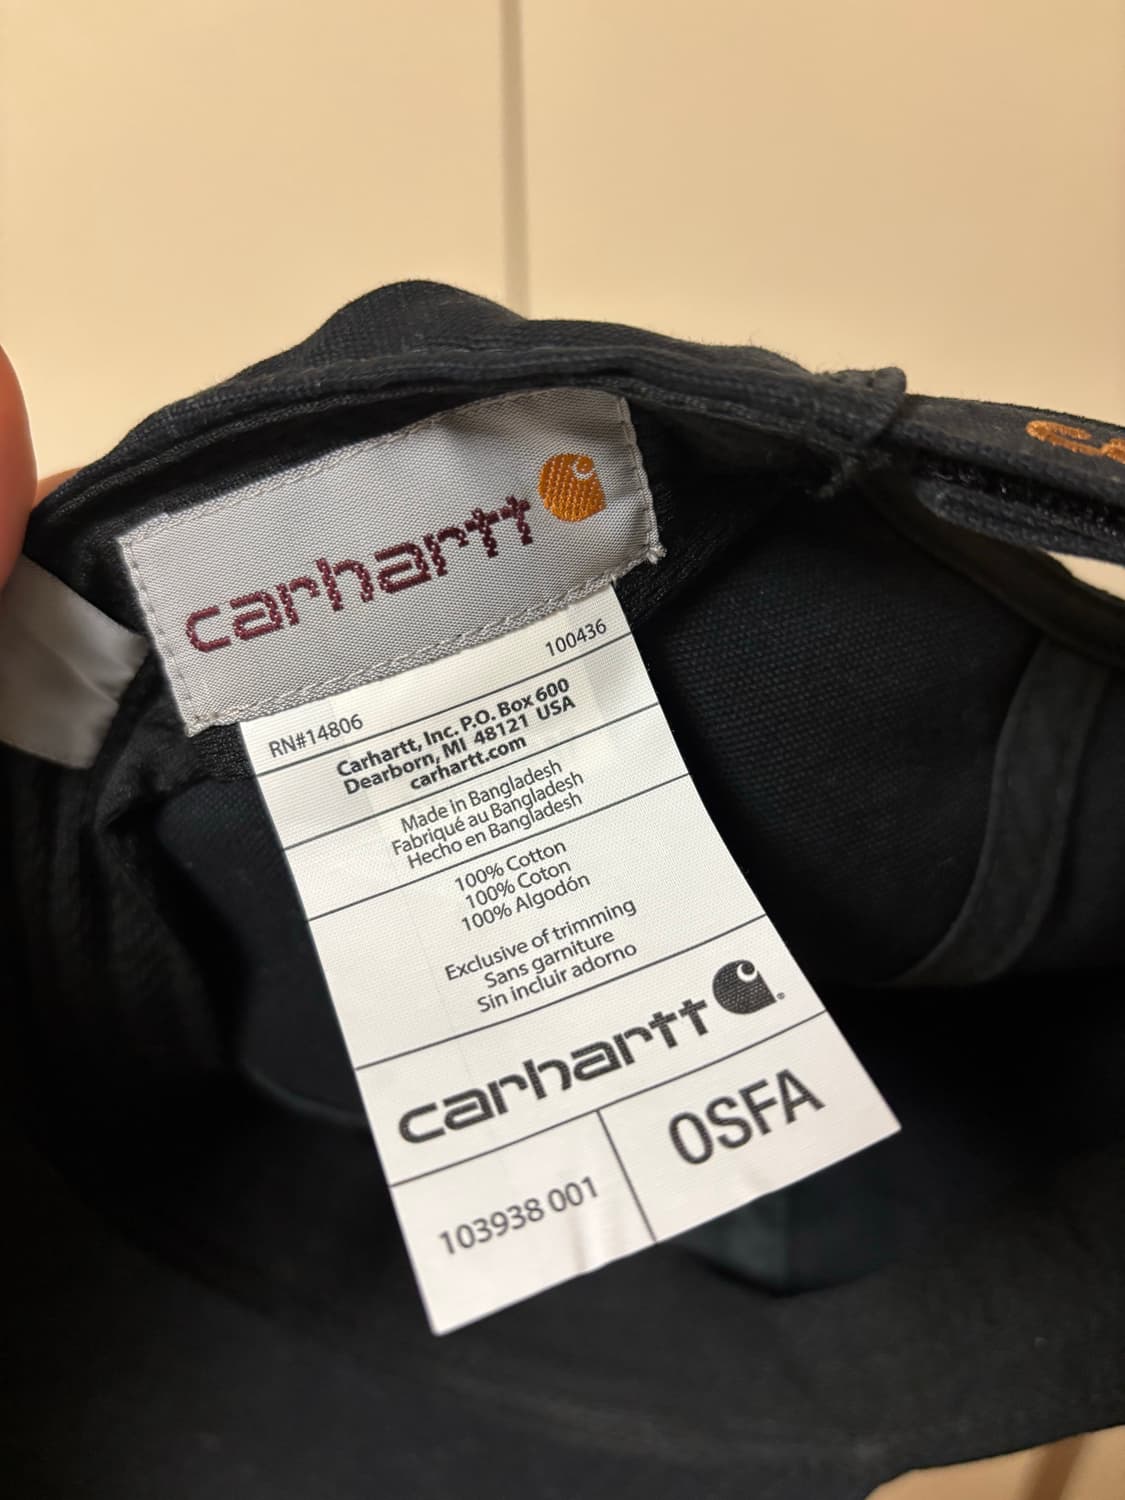 carhartt
RN#14806
100436
Carhartt, Inc. P.O. Box 600
Dearborn, MI 48121 USA
carhartt.com
Made in Bangladesh
Fabriqué au Bangladesh
Hecho en Bangladesh
100% Cotton
100% Coton
100% Algodón
Exclusive of trimming
Sans garniture
Sin incluir adorno
carhartt®
103938 001
OSFA